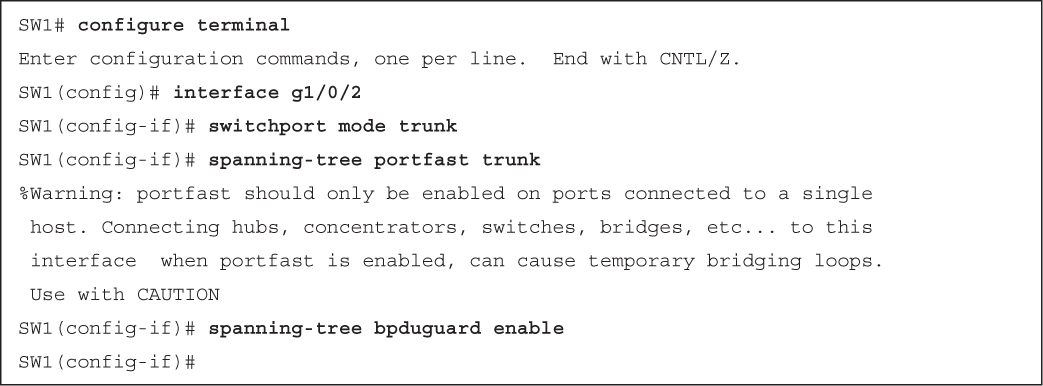 SW1# configure terminal
Enter configuration commands, one per line.  End with CNTL/Z.
SW1(config)# interface g1/0/2
SW1(config-if)# switchport mode trunk
SW1(config-if)# spanning-tree portfast trunk
%Warning: portfast should only be enabled on ports connected to a single
 host. Connecting hubs, concentrators, switches, bridges, etc... to this
 interface  when portfast is enabled, can cause temporary bridging loops.
 Use with CAUTION
SW1(config-if)# spanning-tree bpduguard enable
SW1(config-if)#